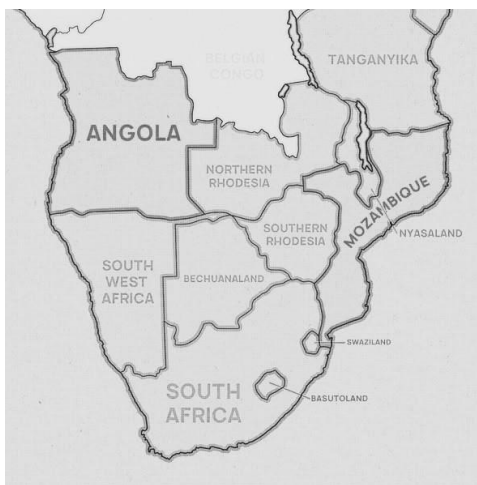 BELGIAN
CONGO
TANGANYIKA
ANGOLA
NORTHERN
RHODESIA
MOZAMBIQUE
NYASALAND
SOUTHERN
RHODESIA
SOUTH
WEST
AFRICA
BECHUANALAND
SWAZILAND
SOUTH
AFRICA
BASUTOLAND